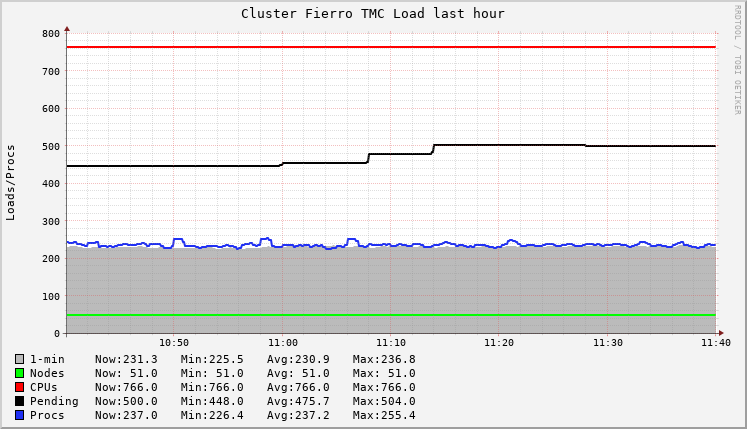 Cluster Fierro TMC Load last hour
RRDTOOL / TOBI OETIKER
Loads/Procs
800
700
600
500
400
300
200
100
0
10:50 11:00 11:10 11:20 11:30 11:40
1-min Now:231.3 Min:225.5 Avg:230.9 Max:236.8
Nodes Now: 51.0 Min: 51.0 Avg: 51.0 Max: 51.0
CPUs Now:766.0 Min:766.0 Avg:766.0 Max:766.0
Pending Now:500.0 Min:448.0 Avg:475.7 Max:504.0
Procs Now:237.0 Min:226.4 Avg:237.2 Max:255.4